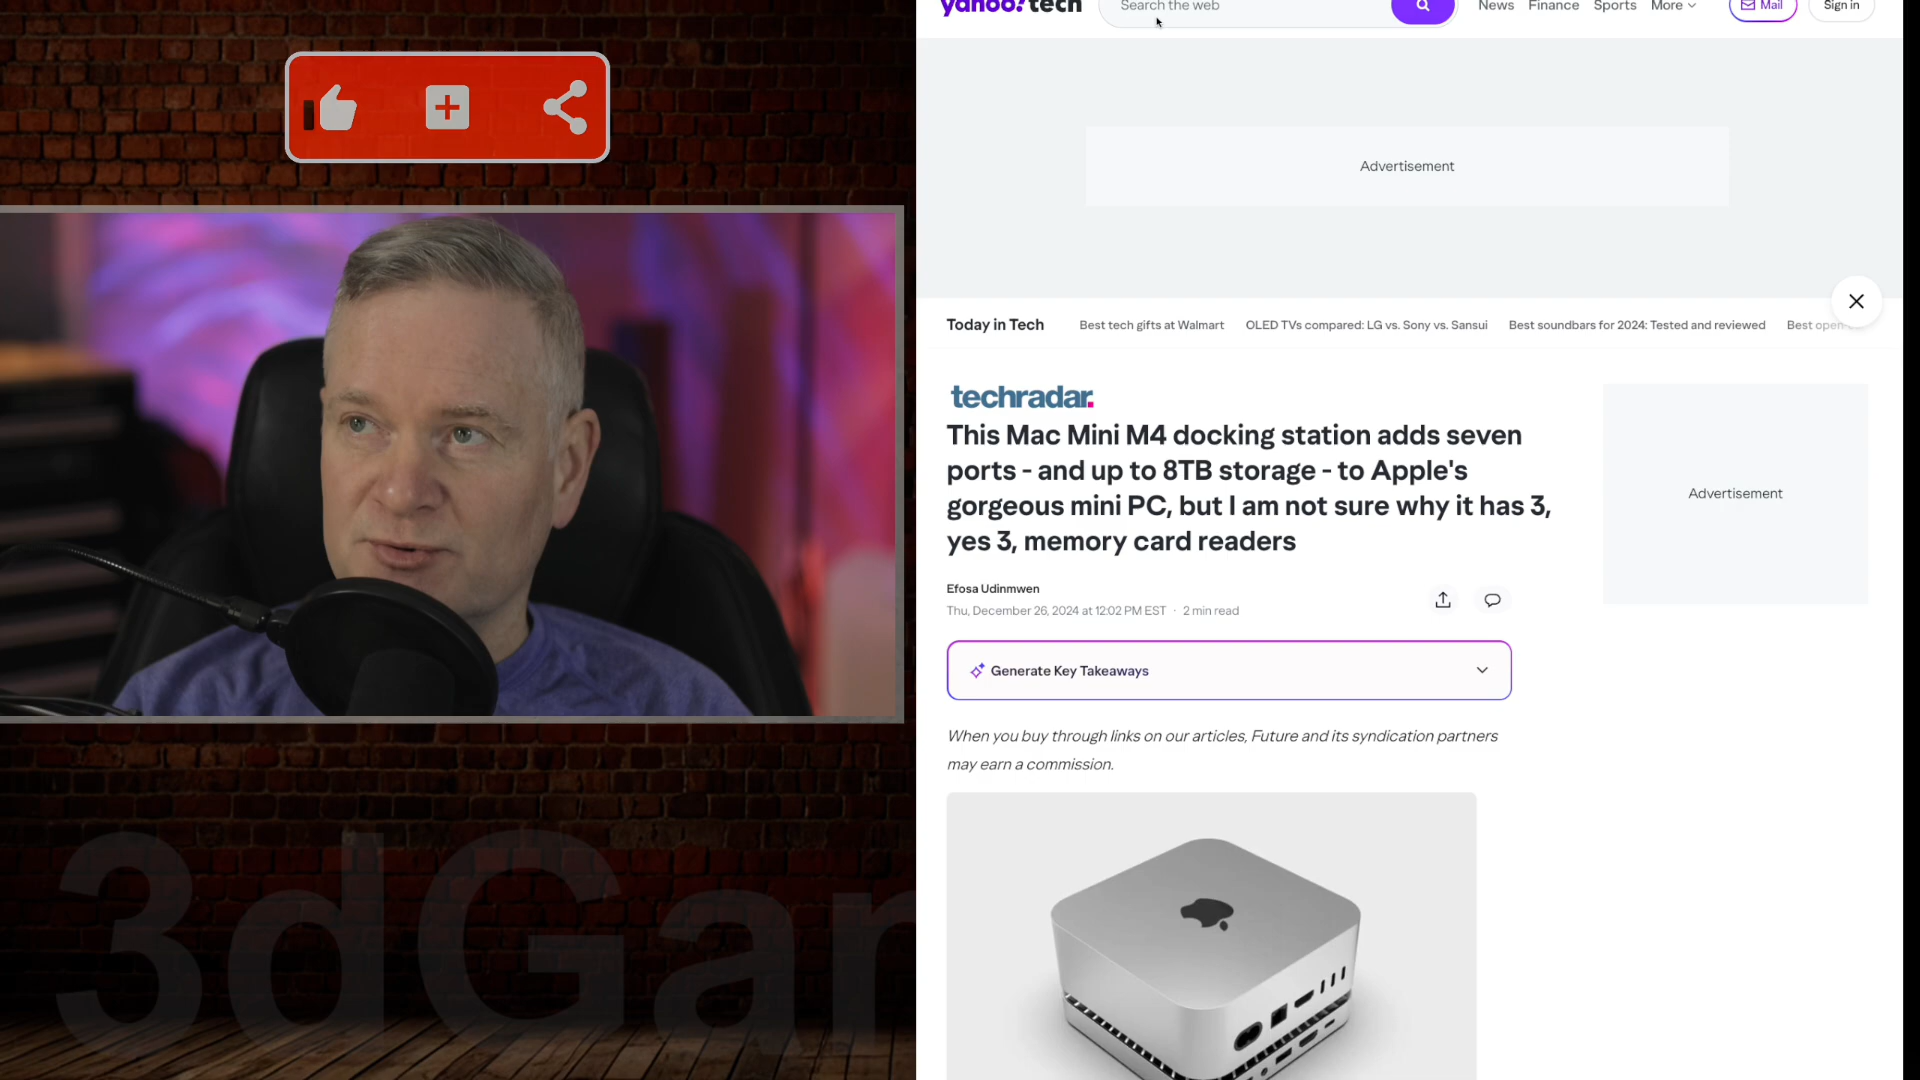 yahoo!tech
Search the web
News Finance Sports More Mail Sign in
Advertisement
Today in Tech Best tech gifts at Walmart OLED TVs compared: LG vs. Sony vs. Sansui Best soundbars for 2024: Tested and reviewed Best open-
techradar.
This Mac Mini M4 docking station adds seven
ports - and up to 8TB storage - to Apple's
gorgeous mini PC, but I am not sure why it has 3,
yes 3, memory card readers
Advertisement
Efosa Udinmwen
Thu, December 26, 2024 at 12:02 PM EST · 2 min read
Generate Key Takeaways
When you buy through links on our articles, Future and its syndication partners
may earn a commission.
3dGa